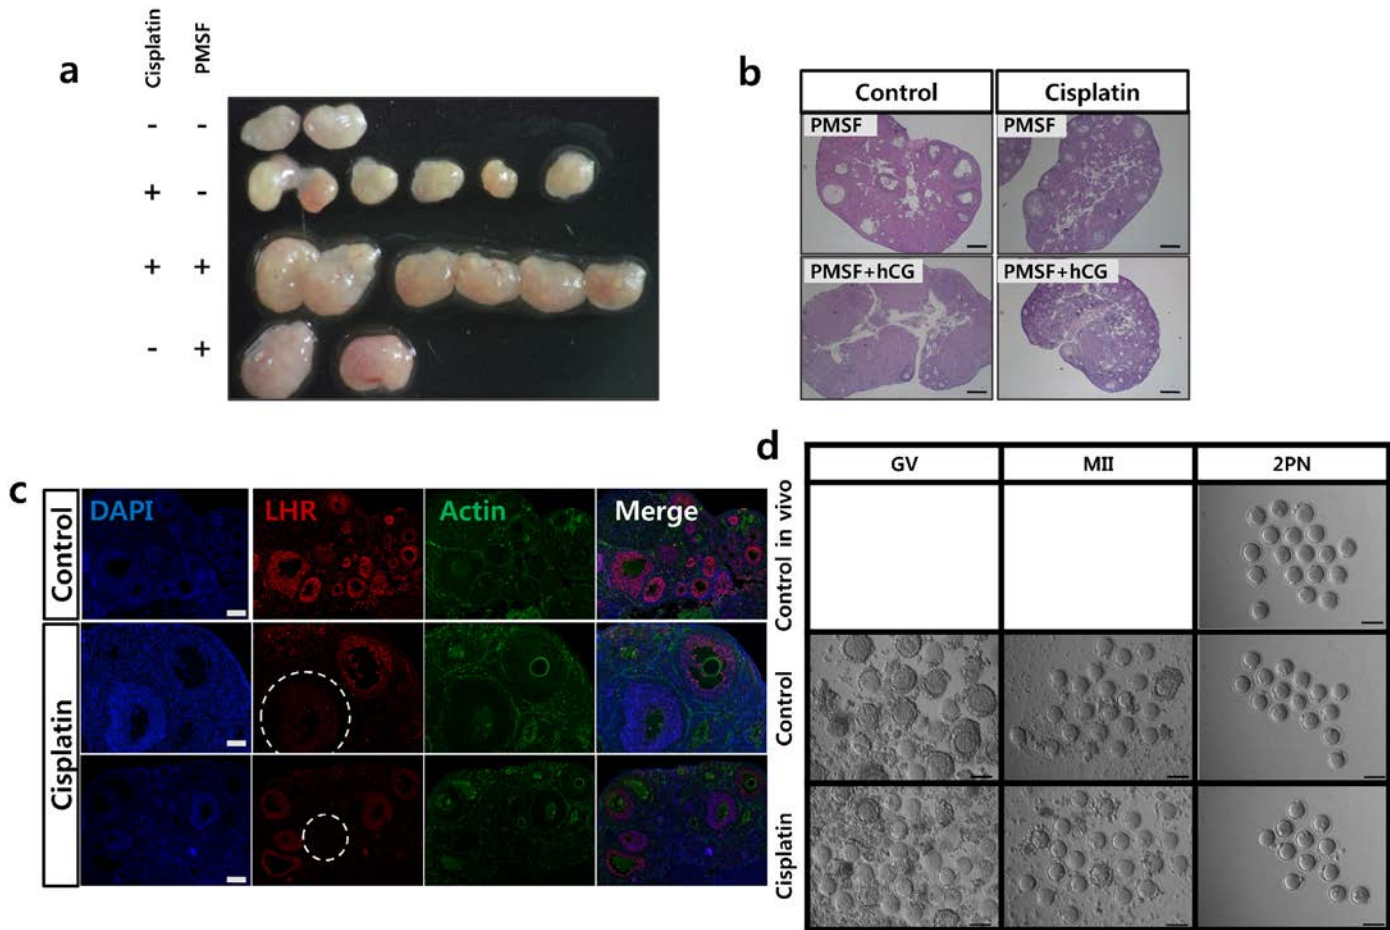 a
Cisplatin
PMSF
- -
+ -
+ +
- +
b
Control Cisplatin
PMSF PMSF
PMSF+hCG PMSF+hCG
c
Control
Cisplatin
DAPI LHR Actin Merge
d
GV MII 2PN
Control in vivo
Control
Cisplatin